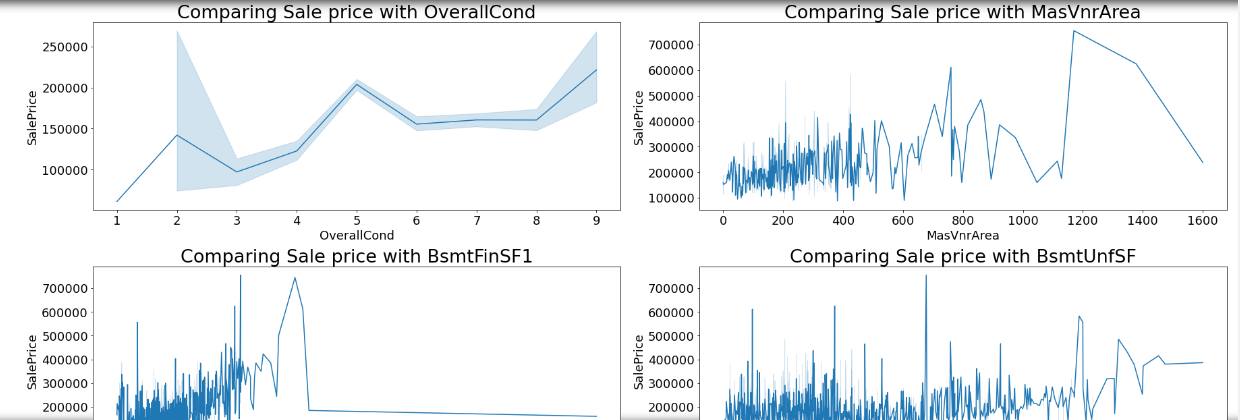 Comparing Sale price with OverallCond
250000
200000
150000
100000
SalePrice
1 2 3 4 5 6 7 8 9
OverallCond
Comparing Sale price with MasVnrArea
700000
600000
500000
400000
300000
200000
100000
SalePrice
0 200 400 600 800 1000 1200 1400 1600
MasVnrArea
Comparing Sale price with BsmtFinSF1
700000
600000
500000
400000
300000
200000
SalePrice
Comparing Sale price with BsmtUnfSF
700000
600000
500000
400000
300000
200000
SalePrice